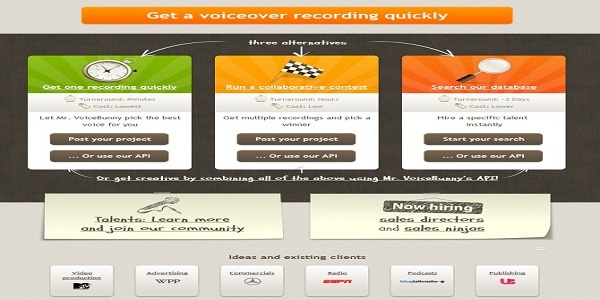 Get a voiceover recording quickly
three alternatives
Get one recording quickly
Turnaround: Minutes
Cost: Lowest
Let Mr. VoiceBunny pick the
best voice for you
Post your project
... Or use our API
Run a collaborative contest
Turnaround: Hours
Cost: Low
Get multiple recordings and pick a
winner
Post your project
... Or use our API
Search our database
Turnaround: ~2 Days
Cost: Lower
Hire a specific talent
instantly
Start your search
... Or use our API
Or get creative by combining all of the above using Mr. VoiceBunny's API!
Talents: Learn more
and join our community
Now hiring
sales directors
and sales ninjas
Ideas and existing clients
Video
production
MTV
Advertising
WPP
Commercials
Radio
ESPN
Podcasts
blogtalkradio
Publishing